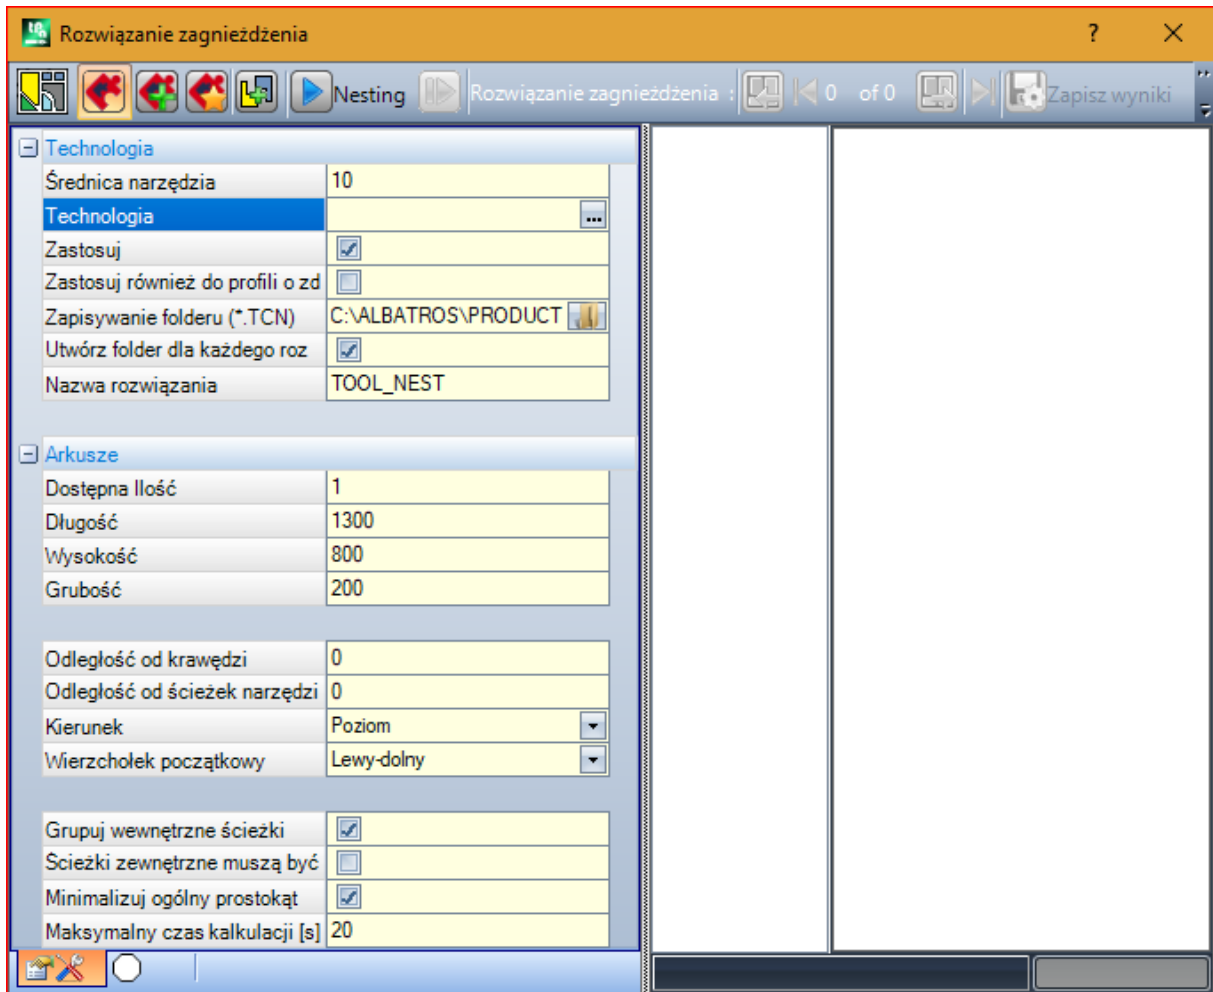 Rozwiązanie zagnieżdżenia ?
Nesting Rozwiązanie zagnieżdżenia : 0 of 0 Zapisz wyniki
Technologia
Średnica narzędzia 10
Technologia ...
Zastosuj
Zastosuj również do profili o zd
Zapisywanie folderu (*.TCN) C:\ALBATROS\PRODUCT
Utwórz folder dla każdego roz
Nazwa rozwiązania TOOL_NEST
Arkusze
Dostępna Ilość 1
Długość 1300
Wysokość 800
Grubość 200
Odległość od krawędzi 0
Odległość od ścieżek narzędzi 0
Kierunek Poziom
Wierzchołek początkowy Lewy-dolny
Grupuj wewnętrzne ścieżki
Ścieżki zewnętrzne muszą być
Minimalizuj ogólny prostokąt
Maksymalny czas kalkulacji [s] 20